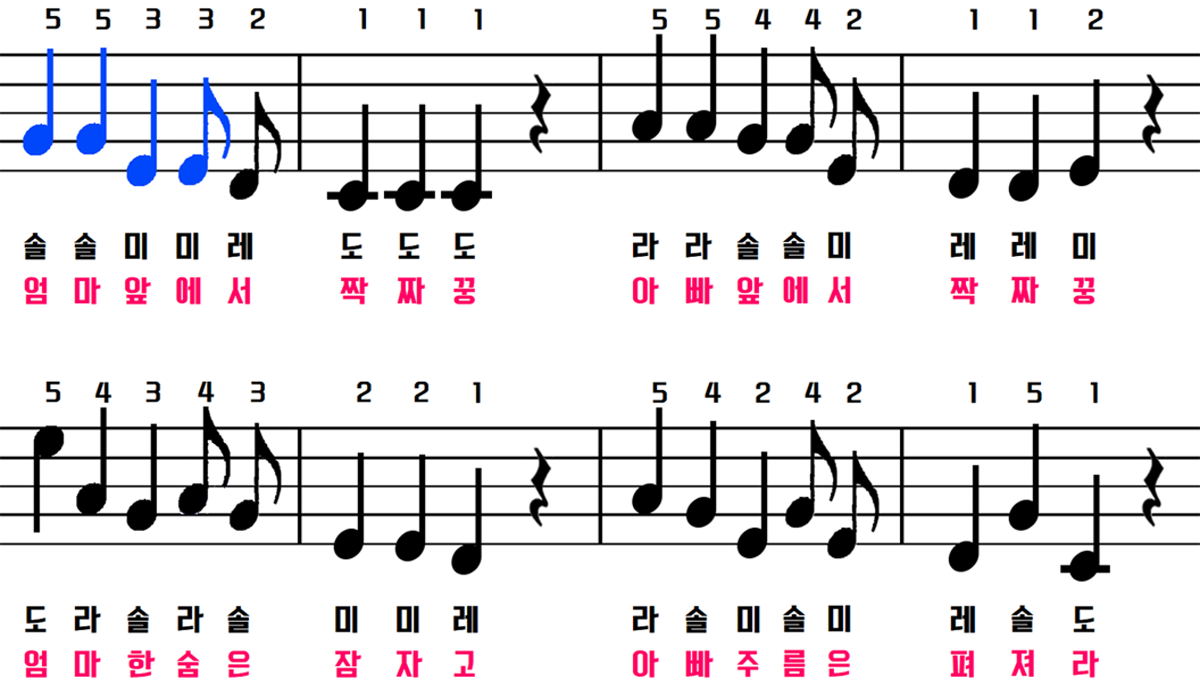 5 5 3 3 2 1 1 1 5 5 4 4 2 1 1 2
솔 솔 미 미 레 도 도 도 라 라 솔 솔 미 레 레 미
엄 마 앞 에 서 짝 짜 꿍 아 빠 앞 에 서 짝 짜 꿍
5 4 3 4 3 2 2 1 5 4 2 4 2 1 5 1
도 라 솔 라 솔 미 미 레 라 솔 미 솔 미 레 솔 도
엄 마 한 숨 은 잠 자 고 아 빠 주 름 은 펴 져 라